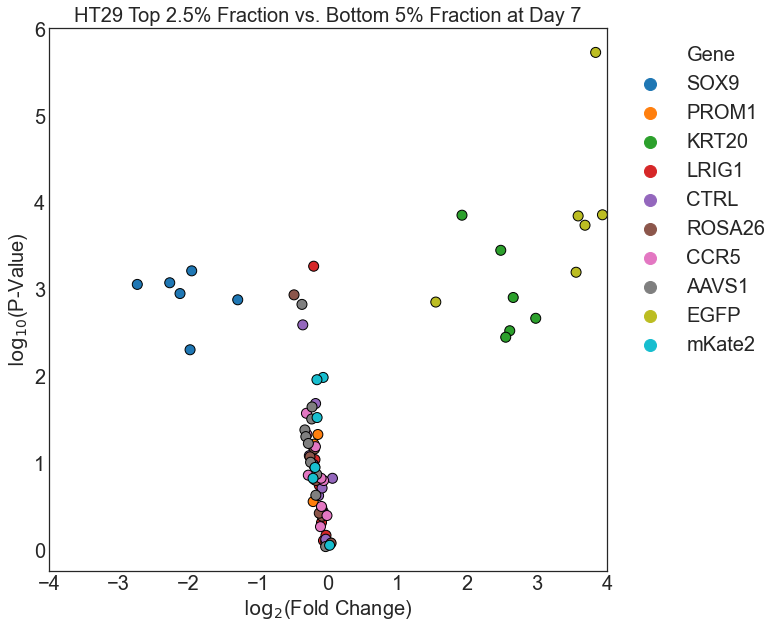 HT29 Top 2.5% Fraction vs. Bottom 5% Fraction at Day 7
6
5
4
3
2
1
0
log10(P-Value)
−4 −3 −2 −1 0 1 2 3 4
log2(Fold Change)
Gene
SOX9
PROM1
KRT20
LRIG1
CTRL
ROSA26
CCR5
AAVS1
EGFP
mKate2